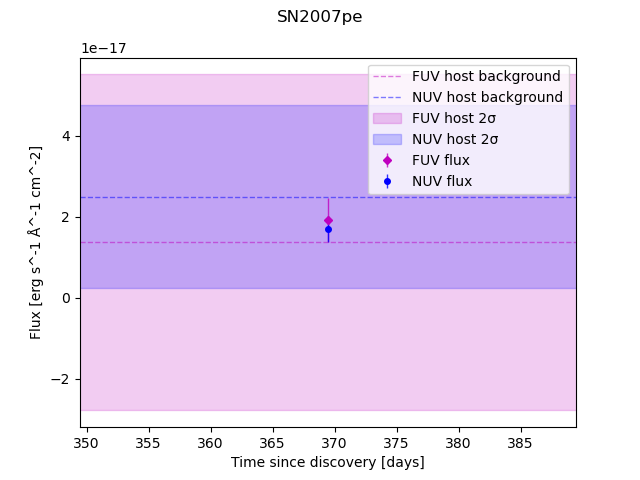 SN2007pe
1e−17
FUV host background
NUV host background
FUV host 2σ
NUV host 2σ
FUV flux
NUV flux
Flux [erg s^-1 Å^-1 cm^-2]
4
2
0
−2
350 355 360 365 370 375 380 385
Time since discovery [days]